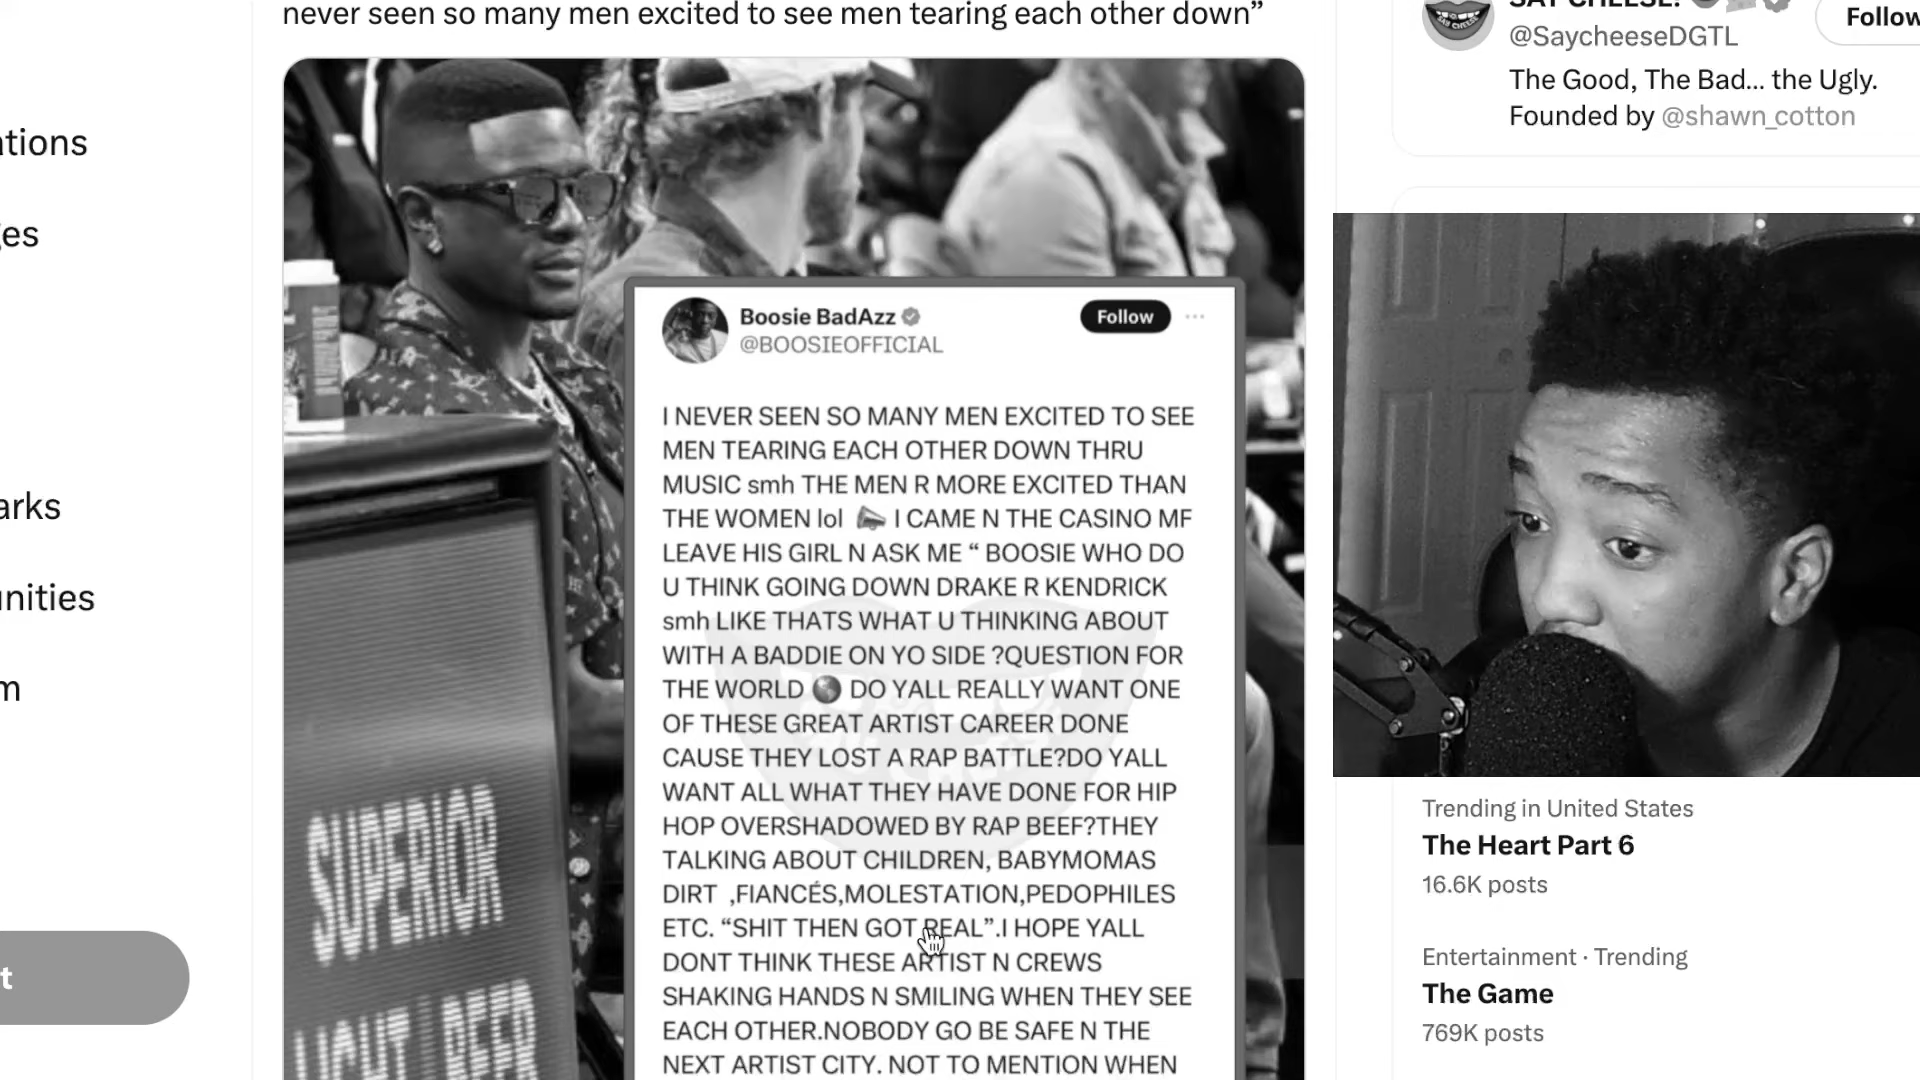 never seen so many men excited to see men tearing each other down”
Boosie BadAzz
@BOOSIEOFFICIAL
Follow
I NEVER SEEN SO MANY MEN EXCITED TO SEE
MEN TEARING EACH OTHER DOWN THRU
MUSIC smh THE MEN R MORE EXCITED THAN
THE WOMEN lol 📣 I CAME N THE CASINO MF
LEAVE HIS GIRL N ASK ME “ BOOSIE WHO DO
U THINK GOING DOWN DRAKE R KENDRICK
smh LIKE THATS WHAT U THINKING ABOUT
WITH A BADDIE ON YO SIDE ?QUESTION FOR
THE WORLD 🌎 DO YALL REALLY WANT ONE
OF THESE GREAT ARTIST CAREER DONE
CAUSE THEY LOST A RAP BATTLE?DO YALL
WANT ALL WHAT THEY HAVE DONE FOR HIP
HOP OVERSHADOWED BY RAP BEEF?THEY
TALKING ABOUT CHILDREN, BABYMOMAS
DIRT ,FIANCÉS,MOLESTATION,PEDOPHILES
ETC. “SHIT THEN GOT REAL”.I HOPE YALL
DONT THINK THESE ARTIST N CREWS
SHAKING HANDS N SMILING WHEN THEY SEE
EACH OTHER.NOBODY GO BE SAFE N THE
NEXT ARTIST CITY. NOT TO MENTION WHEN
SUPERIOR
LIGHT BEER
ations
ges
arks
unities
m
t
SAY CHEESE!
@SaycheeseDGTL
Follow
The Good, The Bad... the Ugly.
Founded by @shawn_cotton
Trending in United States
The Heart Part 6
16.6K posts
Entertainment · Trending
The Game
769K posts